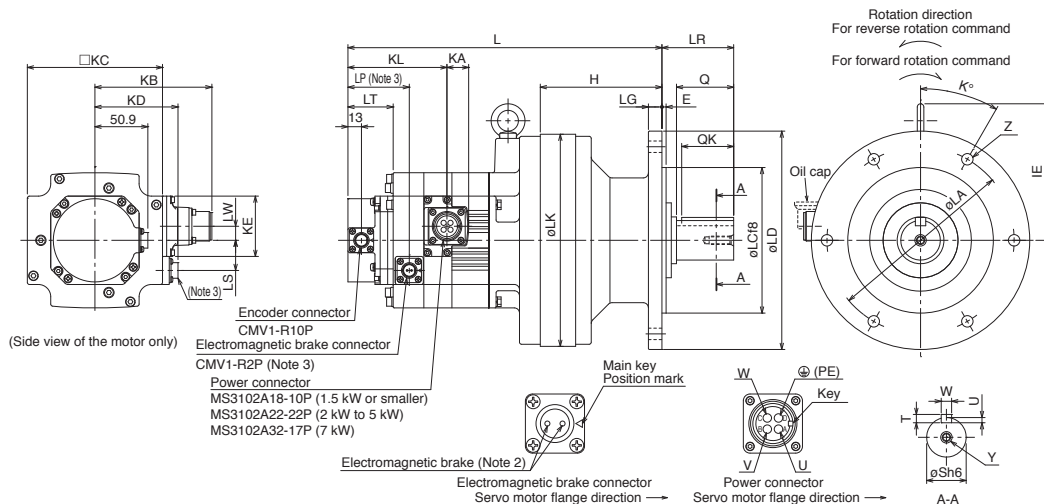 L
LR
Rotation direction
For reverse rotation command
For forward rotation command
□KC
KB
KD
50.9
KL
KA
LP (Note 3)
LT
13
H
Q
LG
E
QK
K°
Z
IE
Oil cap
øLA
LW
KE
LS
(Note 3)
(Side view of the motor only)
øLK
A
A
øLCf8
øLD
Encoder connector
CMV1-R10P
Electromagnetic brake connector
CMV1-R2P (Note 3)
Power connector
MS3102A18-10P (1.5 kW or smaller)
MS3102A22-22P (2 kW to 5 kW)
MS3102A32-17P (7 kW)
Main key
Position mark
Electromagnetic brake (Note 2)
Electromagnetic brake connector
Servo motor flange direction
W
(PE)
Key
C
D
B
A
V
U
Power connector
Servo motor flange direction
W
U
T
Y
øSh6
A-A